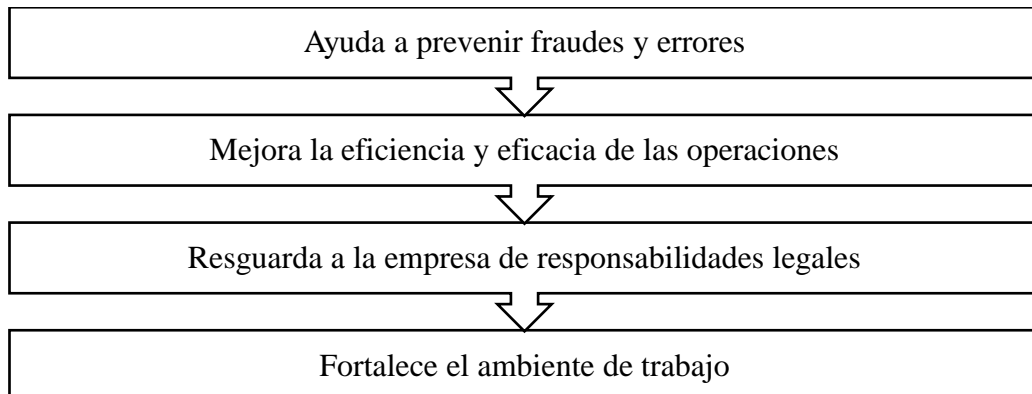 Ayuda a prevenir fraudes y errores
Mejora la eficiencia y eficacia de las operaciones
Resguarda a la empresa de responsabilidades legales
Fortalece el ambiente de trabajo